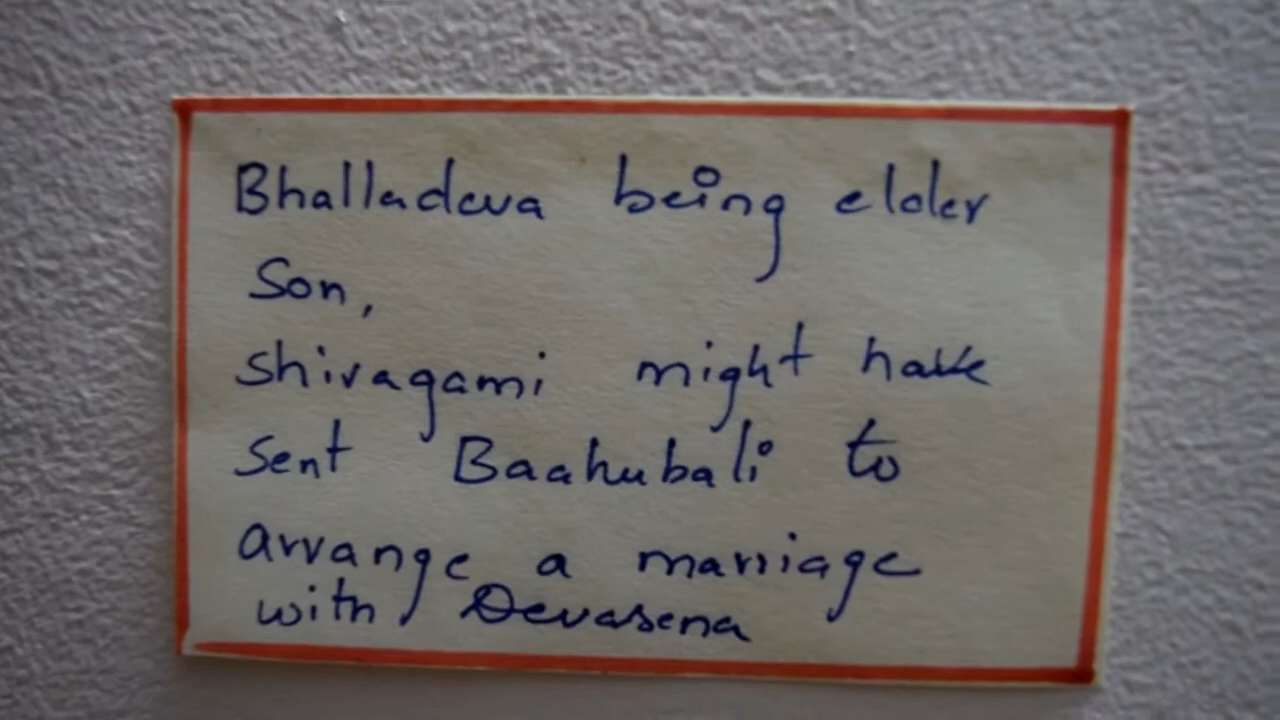 Bhalladeva being elder
Son,
shivagami might have
sent Baahubali to
arrange a marriage
with Devasena